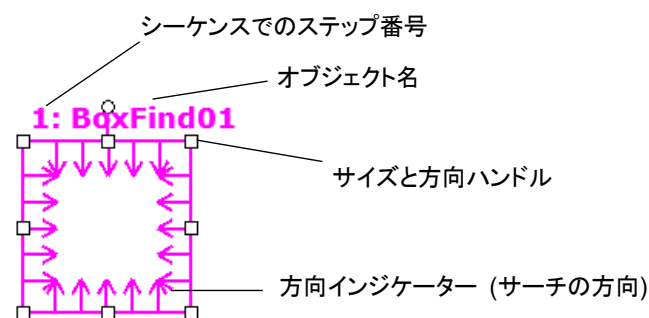 シーケンスでのステップ番号
オブジェクト名
1: BoxFind01
サイズと方向ハンドル
方向インジケーター (サーチの方向)